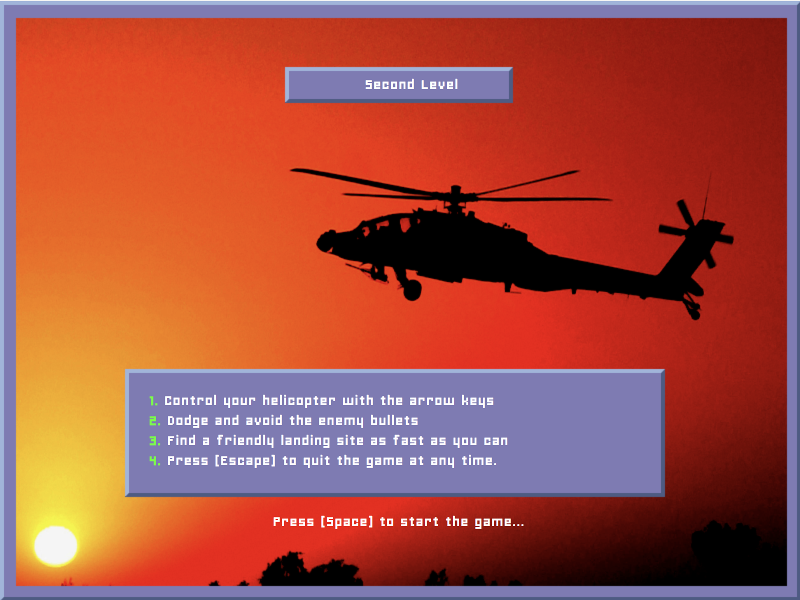 Second Level
1. Control your helicopter with the arrow keys
2. Dodge and avoid the enemy bullets
3. Find a friendly landing site as fast as you can
4. Press [Escape] to quit the game at any time.
Press [Space] to start the game...